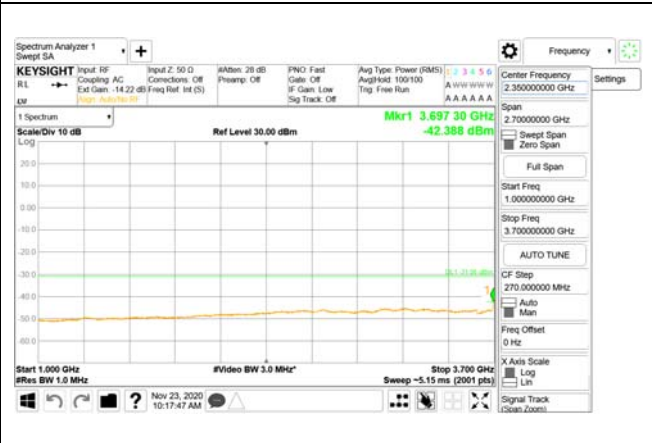 Spectrum Analyzer 1
Swept SA
Frequency
KEYSIGHT
Input: RF
Input Z: 50 Ω
#Atten: 28 dB
PNO: Fast
Avg Type: Power (RMS)
1 2 3 4 5 6
R L
Coupling: AC
Corrections: Off
Preamp: Off
Gate: Off
Avg|Hold: 100/100
A W W W W W
Ext Gain: -14.22 dB
Freq Ref: Int (S)
IF Gain: Low
Trig: Free Run
Align: Auto/No RF
Sig Track: Off
A A A A A A
LXI
Center Frequency
2.350000000 GHz
Settings
1 Spectrum
Mkr1 3.697 30 GHz
Scale/Div 10 dB
Ref Level 30.00 dBm
-42.388 dBm
Log
20.0
10.0
0.00
-10.0
-20.0
-30.0
-40.0
-50.0
-60.0
1
Start 1.000 GHz
#Video BW 3.0 MHz*
Stop 3.700 GHz
#Res BW 1.0 MHz
Sweep ~5.15 ms (2001 pts)
Span
2.70000000 GHz
Swept Span
Zero Span
Full Span
Start Freq
1.000000000 GHz
Stop Freq
3.700000000 GHz
AUTO TUNE
CF Step
270.000000 MHz
Auto
Man
Freq Offset
0 Hz
X Axis Scale
Log
Lin
Signal Track
(Span Zoom)
Nov 23, 2020
10:17:47 AM